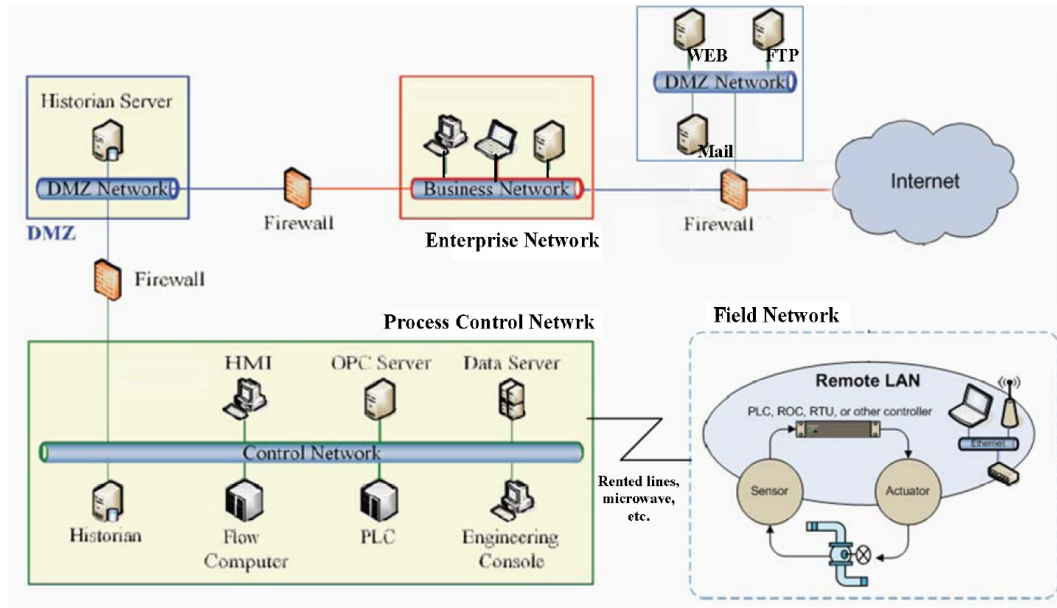 WEB
FTP
DMZ Network
Mail
Historian Server
DMZ Network
DMZ
Firewall
Business Network
Enterprise Network
Firewall
Internet
Firewall
Process Control Netwrk
HMI
OPC Server
Data Server
Control Network
Historian
Flow
Computer
PLC
Engineering
Console
Rented lines,
microwave,
etc.
Field Network
Remote LAN
PLC, ROC, RTU, or other controller
Ethernet
Sensor
Actuator